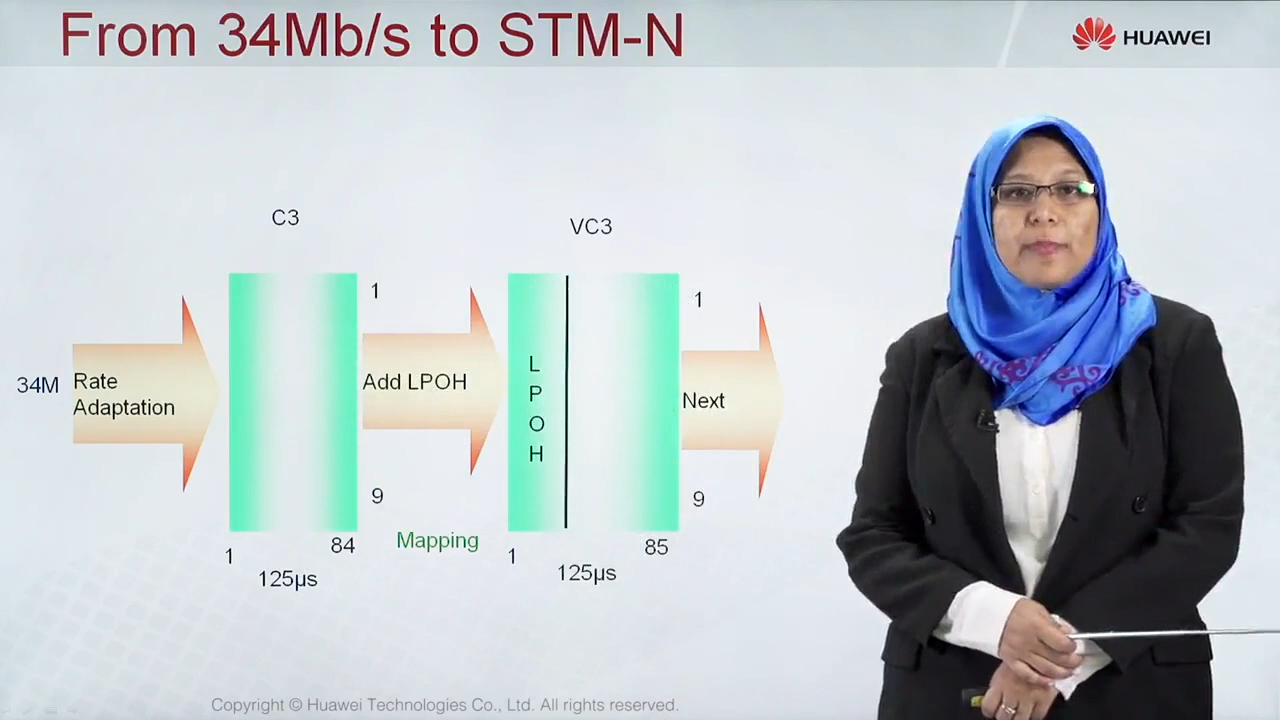 From 34Mb/s to STM-N
HUAWEI
C3
VC3
1
1
34M
Rate
Adaptation
Add LPOH
L
P
O
H
Next
9
9
1
84
Mapping
1
85
125µs
125µs
Copyright © Huawei Technologies Co., Ltd. All rights reserved.